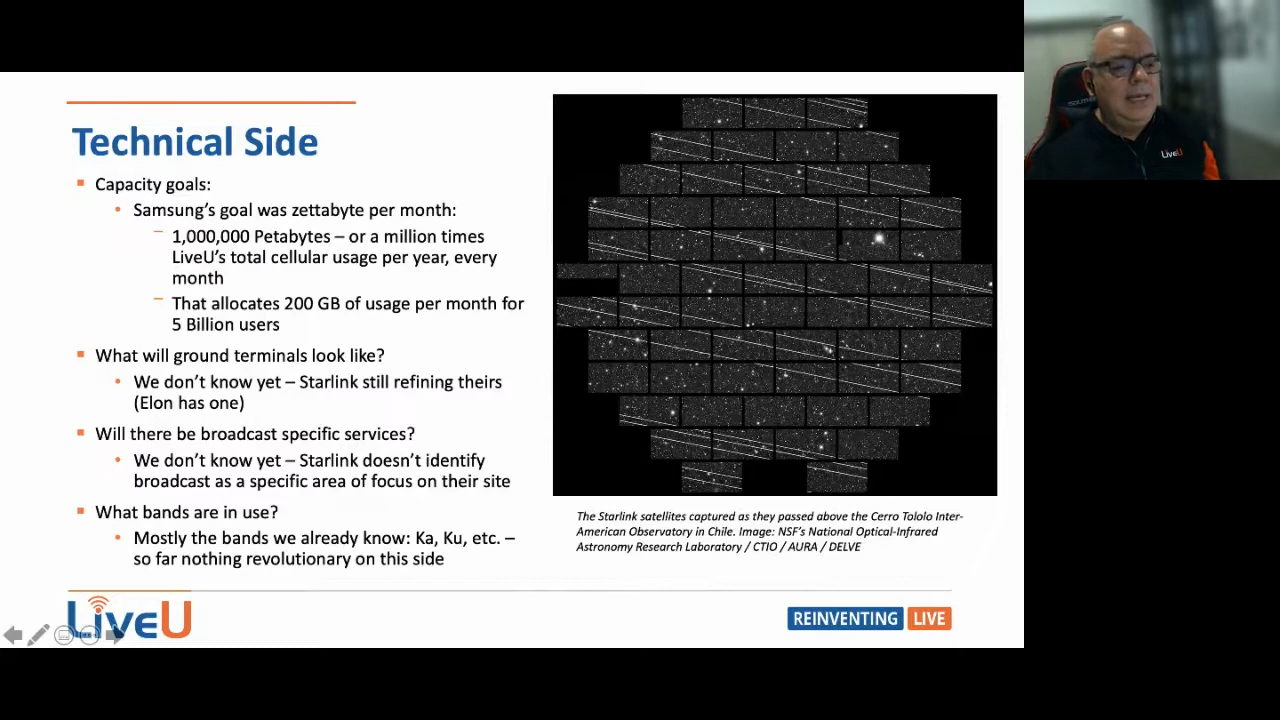 Technical Side
▪ Capacity goals:
• Samsung's goal was zettabyte per month:
– 1,000,000 Petabytes – or a million times
LiveU's total cellular usage per year, every
month
– That allocates 200 GB of usage per month for
5 Billion users
▪ What will ground terminals look like?
• We don't know yet – Starlink still refining theirs
(Elon has one)
▪ Will there be broadcast specific services?
• We don't know yet – Starlink doesn't identify
broadcast as a specific area of focus on their site
▪ What bands are in use?
• Mostly the bands we already know: Ka, Ku, etc. –
so far nothing revolutionary on this side
The Starlink satellites captured as they passed above the Cerro Tololo Inter-
American Observatory in Chile. Image: NSF's National Optical-Infrared
Astronomy Research Laboratory / CTIO / AURA / DELVE
LiveU
REINVENTING LIVE
LiveU